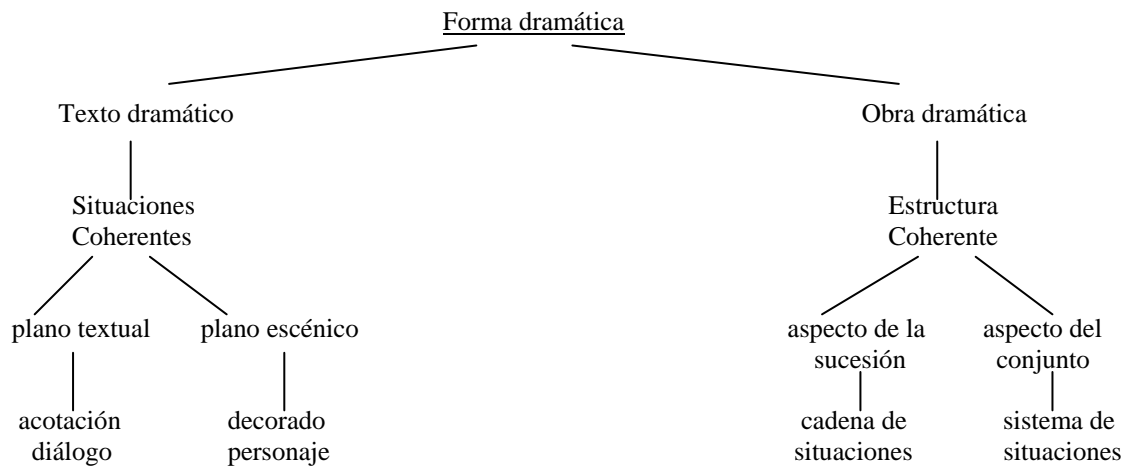 Forma dramática
Texto dramático
Obra dramática
Situaciones
Coherentes
Estructura
Coherente
plano textual
plano escénico
aspecto de la
sucesión
aspecto del
conjunto
acotación
diálogo
decorado
personaje
cadena de
situaciones
sistema de
situaciones